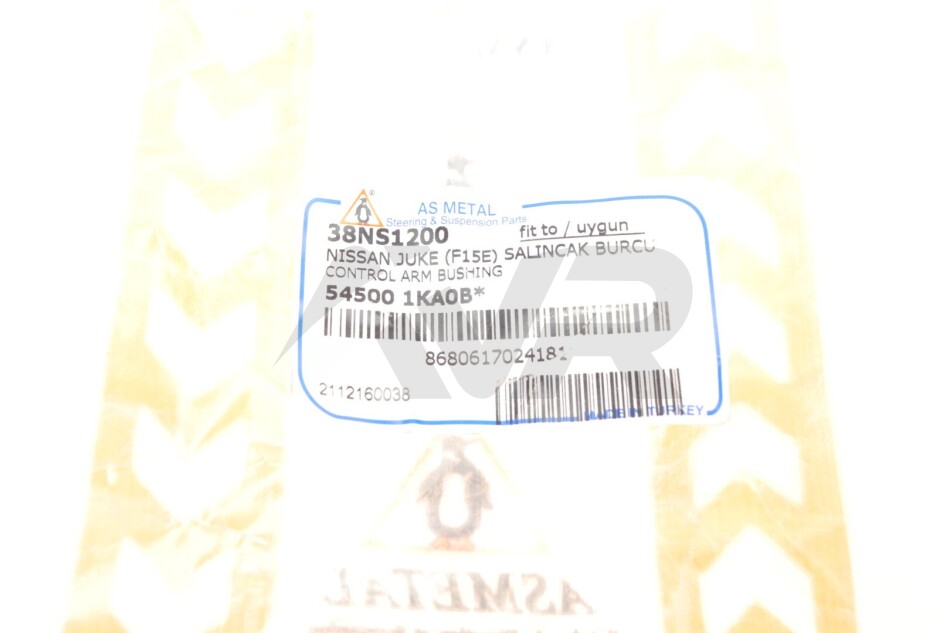 AS METAL
Steering & Suspension Parts
38NS1200 fit to / uygun
NISSAN JUKE (F15E) SALINCAK BURCU
CONTROL ARM BUSHING
54500 1KA0B*
8680617024181
2112160038
MADE IN TURKEY
AVR
ASMETAL